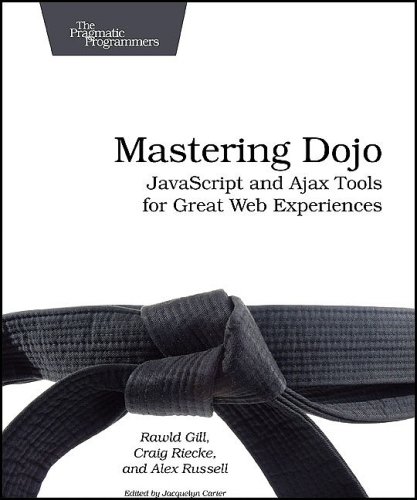 The
Pragmatic
Programmers
Mastering Dojo
JavaScript and Ajax Tools
for Great Web Experiences
Rawld Gill,
Craig Riecke,
and Alex Russell
Edited by Jacquelyn Carter